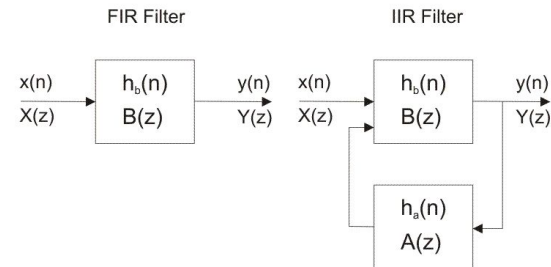 FIR Filter
x(n)
X(z)
h_b(n)
B(z)
y(n)
Y(z)
IIR Filter
x(n)
X(z)
h_b(n)
B(z)
y(n)
Y(z)
h_a(n)
A(z)